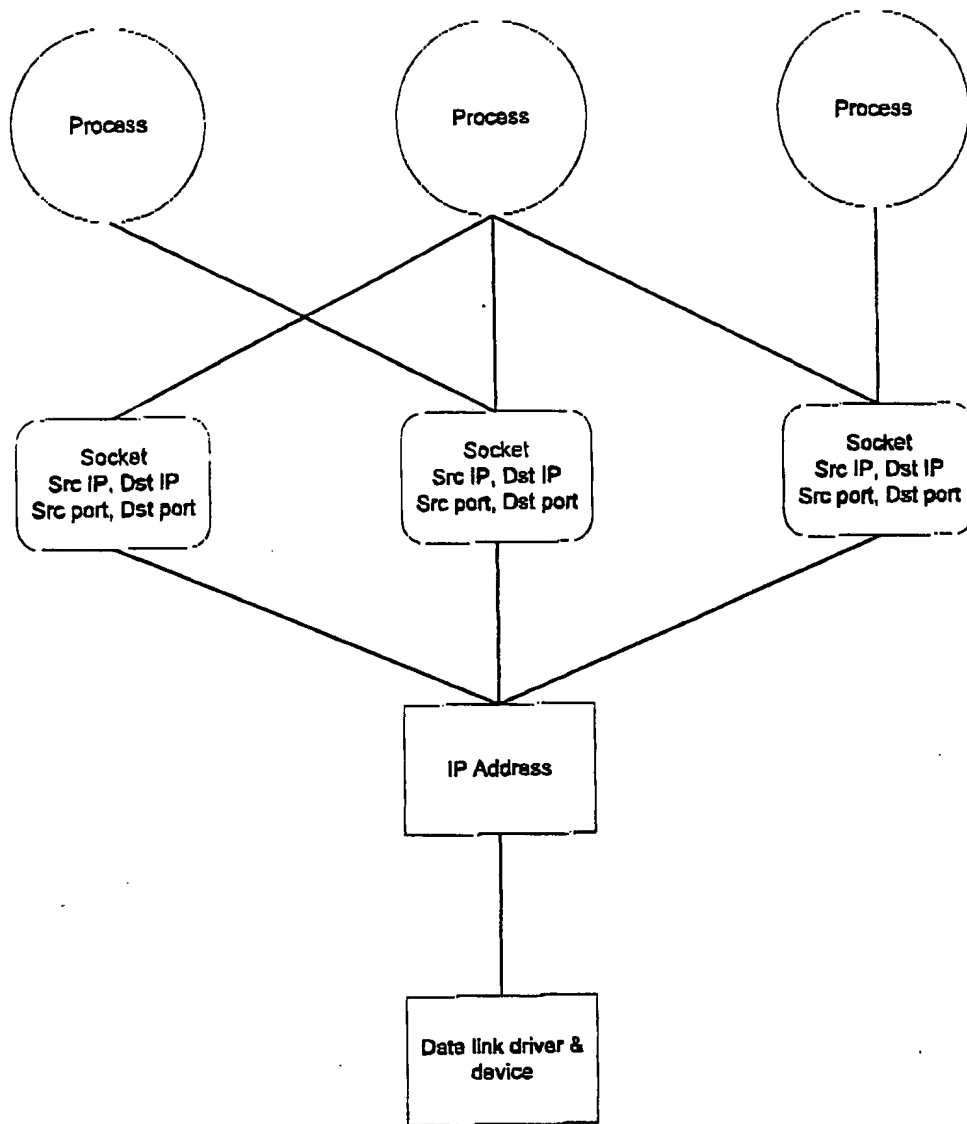 Process
Process
Process
Socket
Src IP, Dst IP
Src port, Dst port
Socket
Src IP, Dst IP
Src port, Dst port
Socket
Src IP, Dst IP
Src port, Dst port
IP Address
Data link driver &
device